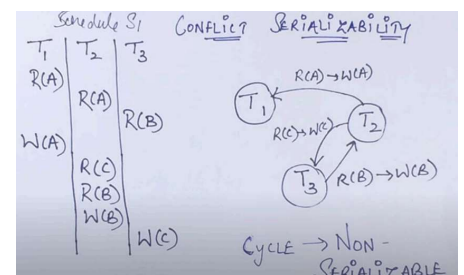 Schedule S1
CONFLICT SERIALIZABILITY
T1 T2 T3
R(A)
R(A)
R(B)
W(A)
R(C)
R(B)
W(B)
W(C)
R(A)→W(A)
T1
T2
R(C)→W(C)
T3
R(B)→W(B)
CYCLE → NON-
SERIALIZABLE